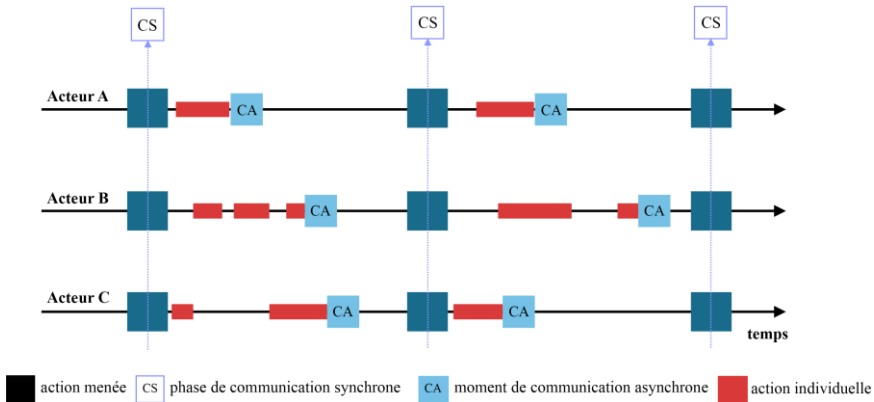 CS CS CS
Acteur A
CA CA
Acteur B
CA CA
Acteur C
CA CA
temps
action menée CS phase de communication synchrone CA moment de communication asynchrone action individuelle